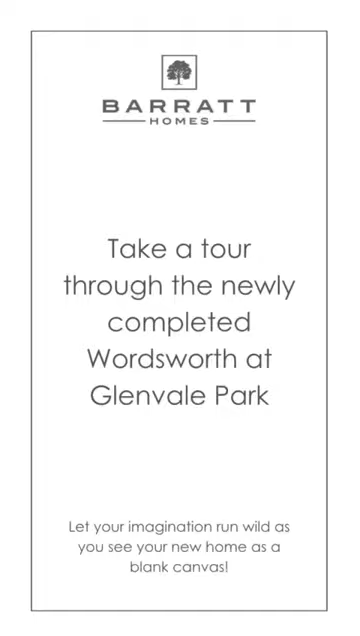 BARRATT
HOMES
Take a tour
through the newly
completed
Wordsworth at
Glenvale Park
Let your imagination run wild as
you see your new home as a
blank canvas!